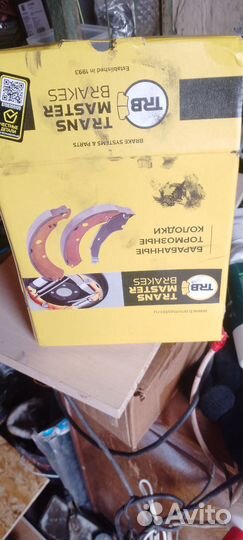 TRANS
MASTER
BRAKES
TRB
Established in 1993
BRAKE SYSTEMS & PARTS
БАРАБАННЫЕ
ТОРМОЗНЫЕ
КОЛОДКИ
TRANS
MASTER
BRAKES
TRB
Avito